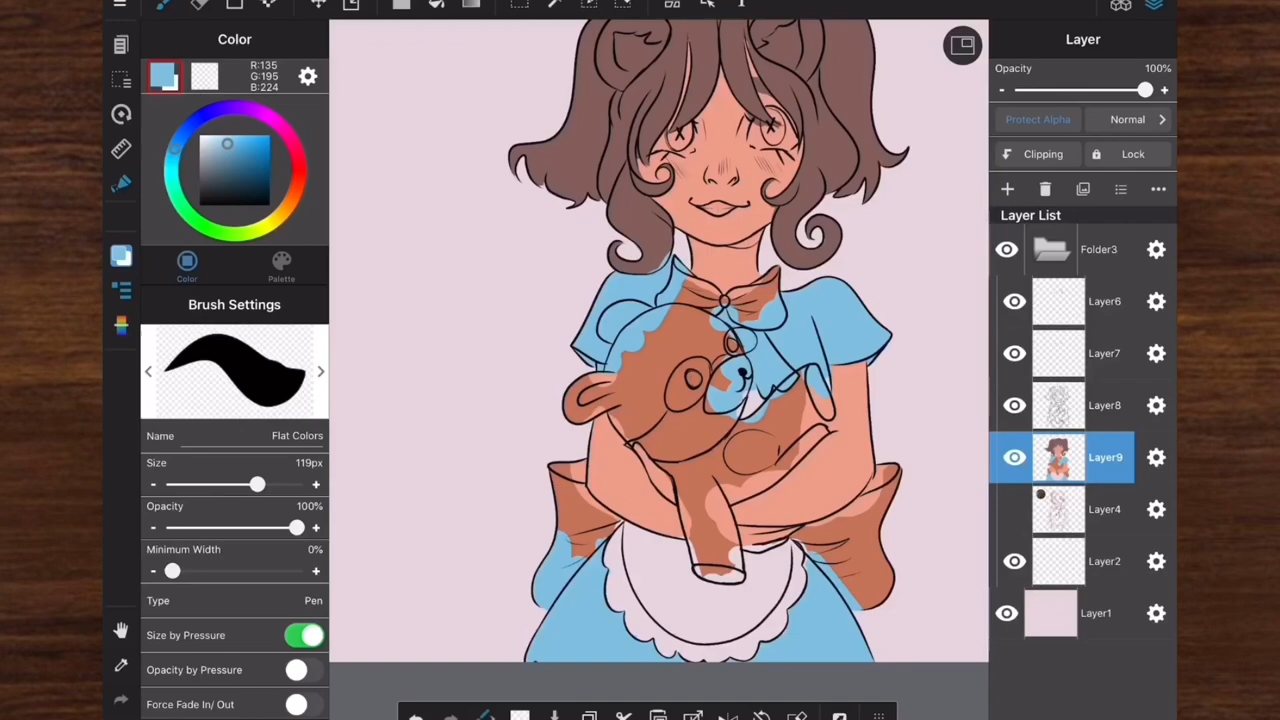 Color
R:135
G:195
B:224
Color
Palette
Brush Settings
Name
Flat Colors
Size
119px
-
+
Opacity
100%
-
+
Minimum Width
0%
-
+
Type
Pen
Size by Pressure
Opacity by Pressure
Force Fade In/ Out
T
Layer
Opacity
100%
-
+
Protect Alpha
Normal
Clipping
Lock
Layer List
Folder3
Layer6
Layer7
Layer8
Layer9
Layer4
Layer2
Layer1